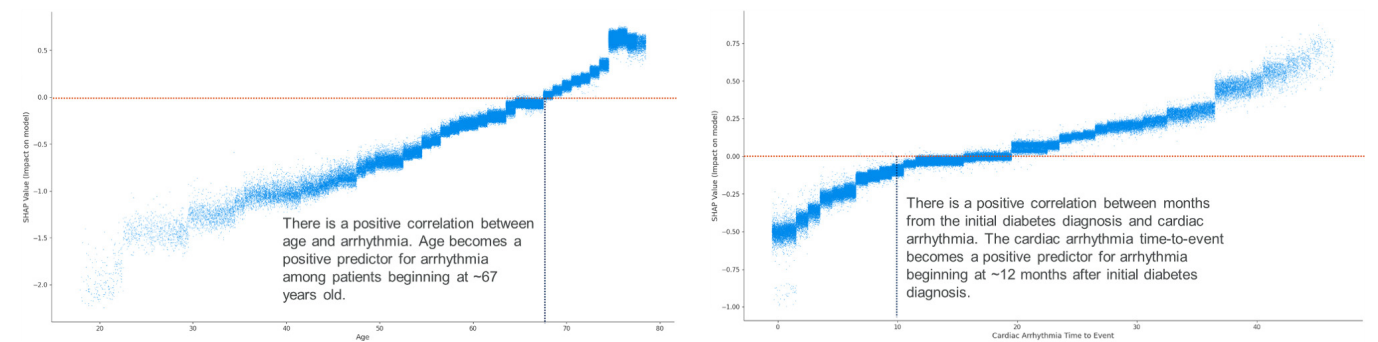 0.5
0.0
−0.5
−1.0
−1.5
−2.0
SHAP Value (Impact on model)
There is a positive correlation between
age and arrhythmia. Age becomes a
positive predictor for arrhythmia
among patients beginning at ~67
years old.
20 30 40 50 60 70 80
Age
0.75
0.50
0.25
0.00
−0.25
−0.50
−0.75
−1.00
SHAP Value (Impact on model)
There is a positive correlation between months
from the initial diabetes diagnosis and cardiac
arrhythmia. The cardiac arrhythmia time-to-event
becomes a positive predictor for arrhythmia
beginning at ~12 months after initial diabetes
diagnosis.
0 10 20 30 40
Cardiac Arrhythmia Time to Event